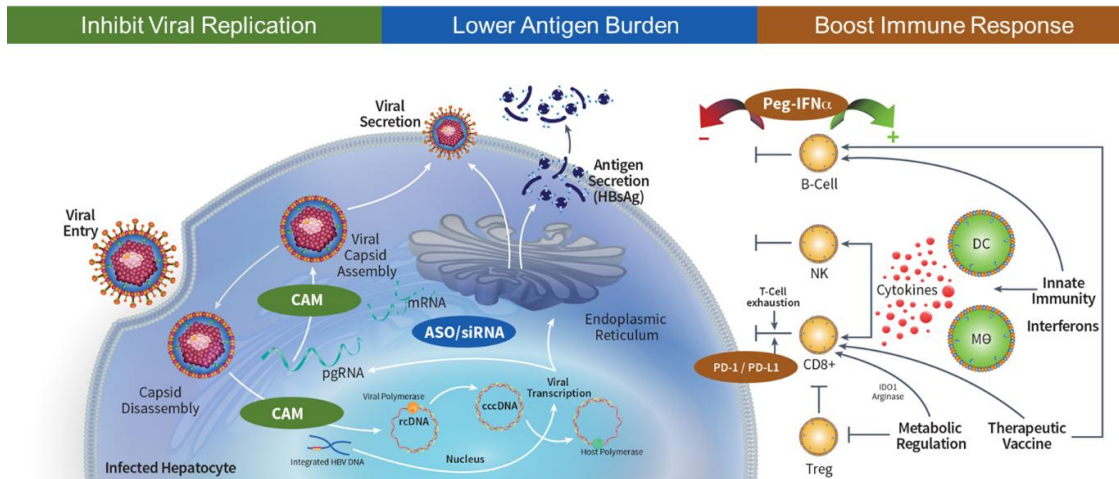 Inhibit Viral Replication
Lower Antigen Burden
Boost Immune Response
Viral
Secretion
Antigen
Secretion
(HBsAg)
Viral
Entry
Viral
Capsid
Assembly
CAM
mRNA
ASO/siRNA
Endoplasmic
Reticulum
pgRNA
Capsid
Disassembly
CAM
Viral Polymerase
rcDNA
cccDNA
Viral
Transcription
Host Polymerase
Integrated HBV DNA
Nucleus
Infected Hepatocyte
Peg-IFNα
−
+
B-Cell
NK
DC
Cytokines
MΘ
Innate
Immunity
Interferons
T-Cell
exhaustion
PD-1 / PD-L1
CD8+
IDO1
Arginase
Metabolic
Regulation
Therapeutic
Vaccine
Treg